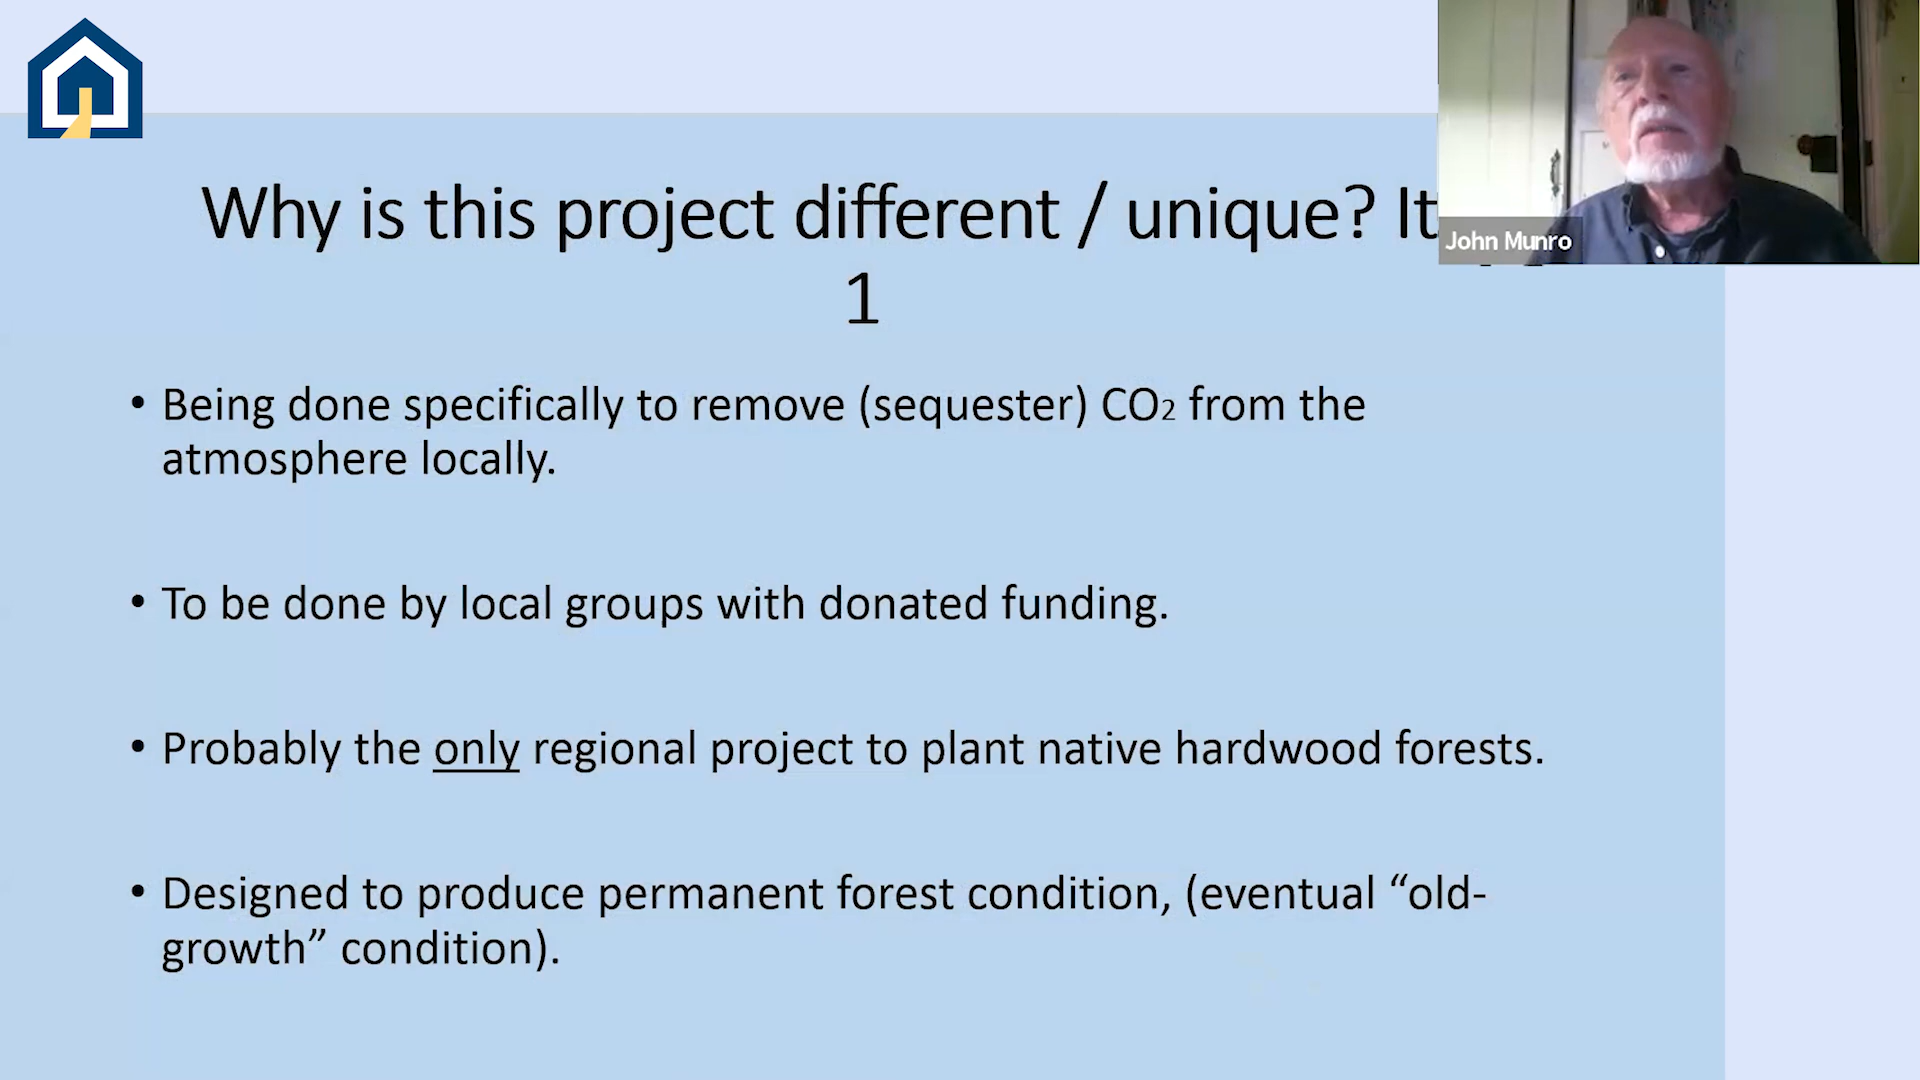 Why is this project different / unique? It
1
John Munro
• Being done specifically to remove (sequester) CO₂ from the
atmosphere locally.
• To be done by local groups with donated funding.
• Probably the only regional project to plant native hardwood forests.
• Designed to produce permanent forest condition, (eventual “old-
growth” condition).